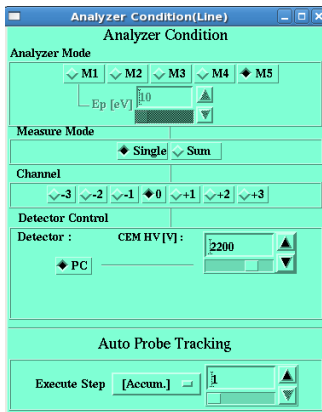 Analyzer Condition(Line)
Analyzer Condition
Analyzer Mode
M1 M2 M3 M4 M5
Ep [eV] 10
Measure Mode
Single Sum
Channel
-3 -2 -1 0 +1 +2 +3
Detector Control
Detector : CEM HV [V] : 2200
PC
Auto Probe Tracking
Execute Step [Accum.] 1